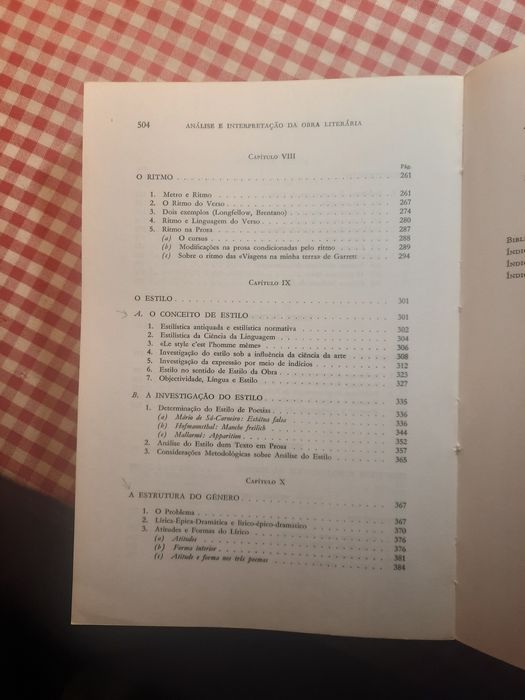 504 ANÁLISE E INTERPRETAÇÃO DA OBRA LITERÁRIA
CAPÍTULO VIII
Pág.
O RITMO 261
1. Metro e Ritmo 261
2. O Ritmo do Verso 267
3. Dois exemplos (Longfellow, Brentano) 274
4. Ritmo e Linguagem do Verso 280
5. Ritmo na Prosa 287
(a) O cursus 288
(b) Modificações na prosa condicionadas pelo ritmo 289
(c) Sobre o ritmo das «Viagens na minha terra» de Garrett 294
CAPÍTULO IX
O ESTILO 301
A. O CONCEITO DE ESTILO 301
1. Estilística antiquada e estilística normativa 302
2. Estilística da Ciência da Linguagem 304
3. «Le style c'est l'homme même» 306
4. Investigação do estilo sob a influência da ciência da arte 308
5. Investigação da expressão por meio de indícios 312
6. Estilo no sentido de Estilo da Obra 323
7. Objectividade, Língua e Estilo 327
B. A INVESTIGAÇÃO DO ESTILO 335
1. Determinação do Estilo de Poesias 336
(a) Mário de Sá-Carneiro: Estátua falsa 336
(b) Hofmannsthal: Manche freilich 344
(c) Mallarmé: Apparition 352
2. Análise do Estilo dum Texto em Prosa 357
3. Considerações Metodológicas sobre Análise do Estilo 365
CAPÍTULO X
A ESTRUTURA DO GÉNERO 367
1. O Problema 367
2. Lírica-Épica-Dramática e lírico-épico-dramático 370
3. Atitudes e Formas do Lírico 376
(a) Atitudes 376
(b) Forma interior 381
(c) Atitude e forma nos três poemas 384
BIBL
ÍNDI
ÍNDI
ÍNDI